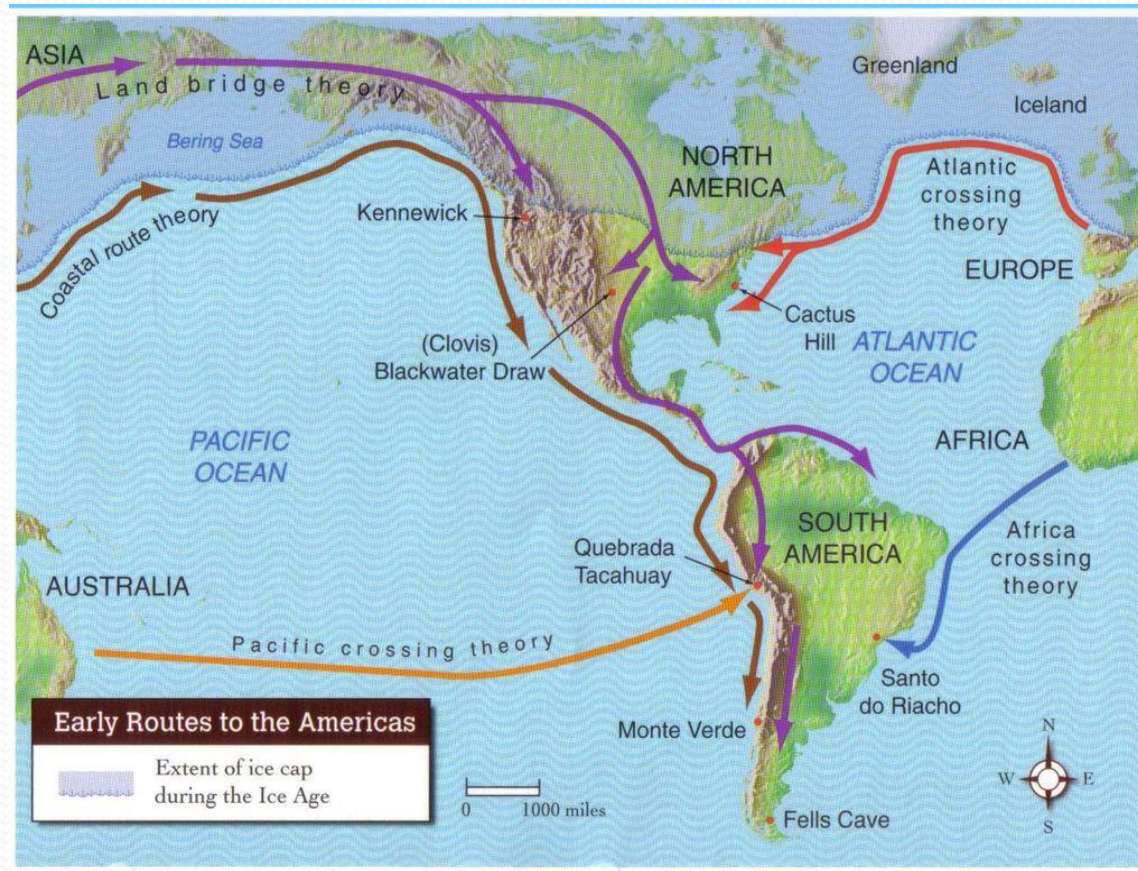 ASIA
Land bridge theory
Greenland
Iceland
Bering Sea
NORTH
AMERICA
Atlantic
crossing
theory
Coastal route theory
Kennewick
EUROPE
Cactus
Hill
(Clovis)
Blackwater Draw
ATLANTIC
OCEAN
PACIFIC
OCEAN
AFRICA
SOUTH
AMERICA
Africa
crossing
theory
Quebrada
Tacahuay
AUSTRALIA
Pacific crossing theory
Santo
do Riacho
Monte Verde
Early Routes to the Americas
Extent of ice cap
during the Ice Age
0 1000 miles
Fells Cave
N
W E
S